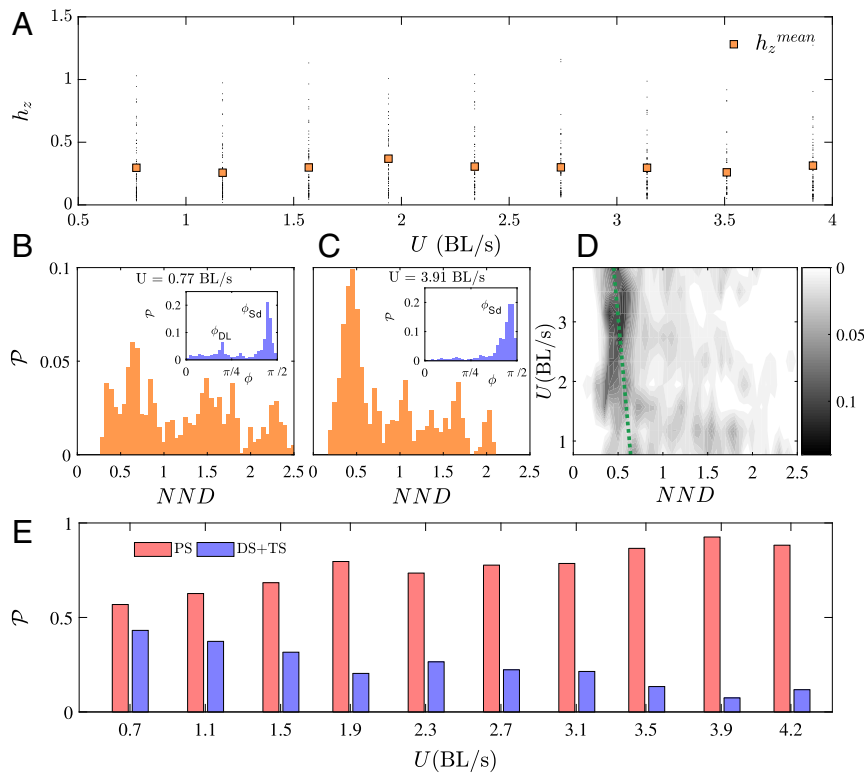 A
1.5
1
0.5
0
h_z
h_z^mean
0.5 1 1.5 2 2.5 3 3.5 4
U (BL/s)
B
U = 0.77 BL/s
0.1
0.05
0
𝒫
0.2
0.1
0
𝒫
ϕ_DL
ϕ_Sd
0 π/4 π/2
ϕ
0 0.5 1 1.5 2 2.5
NND
C
U = 3.91 BL/s
0.2
0.1
0
𝒫
ϕ_Sd
0 π/4 π/2
ϕ
0 0.5 1 1.5 2 2.5
NND
D
3
2
1
U(BL/s)
0 0.5 1 1.5 2 2.5
NND
0
0.05
0.1
E
PS DS+TS
1
0.5
0
𝒫
0.7 1.1 1.5 1.9 2.3 2.7 3.1 3.5 3.9 4.2
U(BL/s)